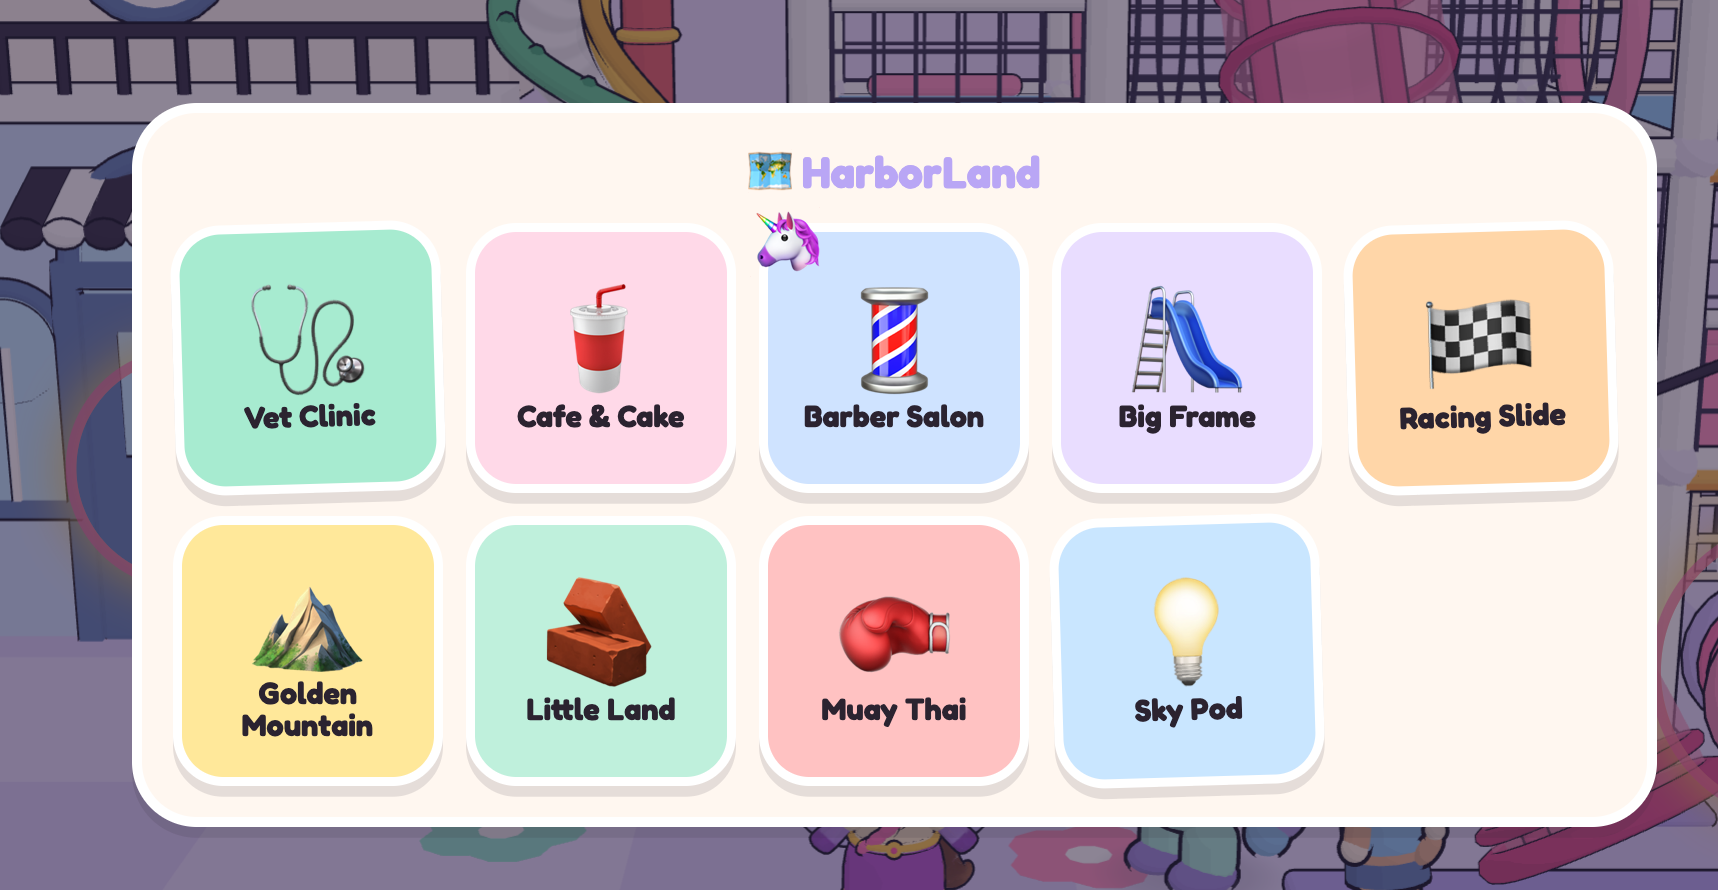 HarborLand
Vet Clinic
Cafe & Cake
Barber Salon
Big Frame
Racing Slide
Golden
Mountain
Little Land
Muay Thai
Sky Pod